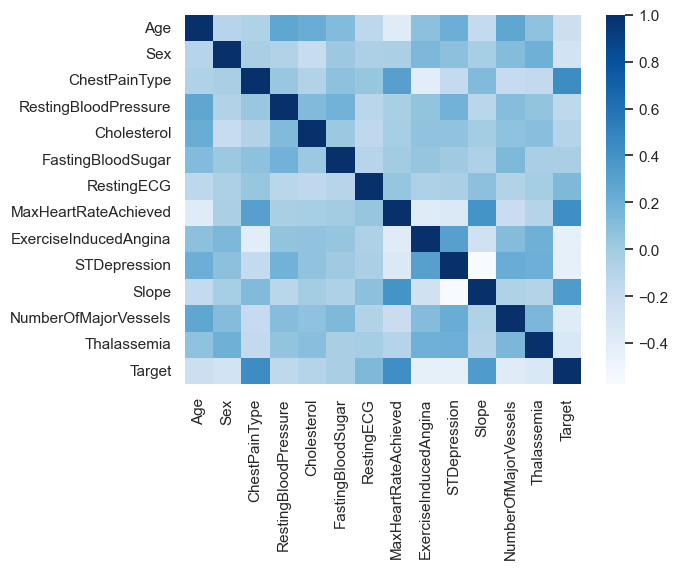 Age
Sex
ChestPainType
RestingBloodPressure
Cholesterol
FastingBloodSugar
RestingECG
MaxHeartRateAchieved
ExerciseInducedAngina
STDepression
Slope
NumberOfMajorVessels
Thalassemia
Target
Age
Sex
ChestPainType
RestingBloodPressure
Cholesterol
FastingBloodSugar
RestingECG
MaxHeartRateAchieved
ExerciseInducedAngina
STDepression
Slope
NumberOfMajorVessels
Thalassemia
Target
1.0
0.8
0.6
0.4
0.2
0.0
−0.2
−0.4